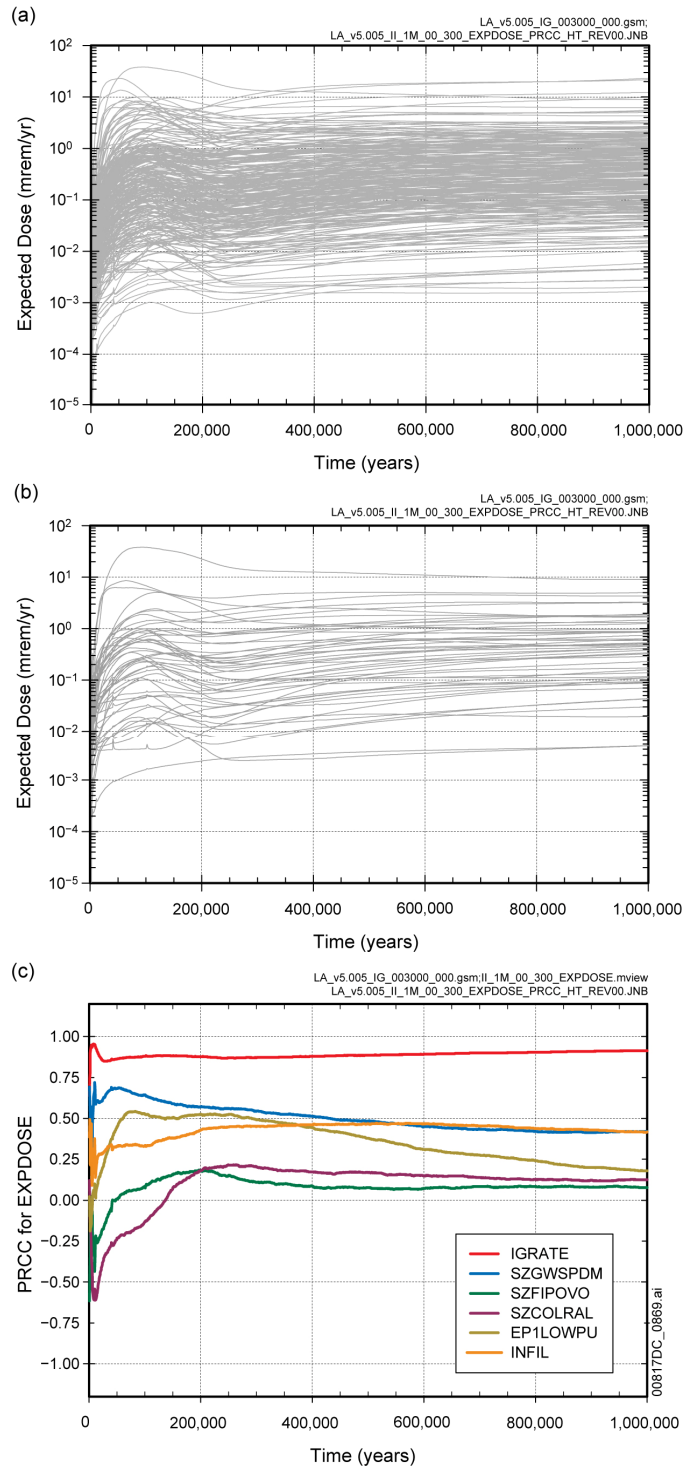 (a)
LA_v5.005_IG_003000_000.gsm;
LA_v5.005_II_1M_00_300_EXPDOSE_PRCC_HT_REV00.JNB
10²
10¹
10⁰
10⁻¹
10⁻²
10⁻³
10⁻⁴
10⁻⁵
Expected Dose (mrem/yr)
0 200,000 400,000 600,000 800,000 1,000,000
Time (years)
(b)
LA_v5.005_IG_003000_000.gsm;
LA_v5.005_II_1M_00_300_EXPDOSE_PRCC_HT_REV00.JNB
10²
10¹
10⁰
10⁻¹
10⁻²
10⁻³
10⁻⁴
10⁻⁵
Expected Dose (mrem/yr)
0 200,000 400,000 600,000 800,000 1,000,000
Time (years)
(c)
LA_v5.005_IG_003000_000.gsm;II_1M_00_300_EXPDOSE.mview
LA_v5.005_II_1M_00_300_EXPDOSE_PRCC_HT_REV00.JNB
1.00
0.75
0.50
0.25
0.00
−0.25
−0.50
−0.75
−1.00
PRCC for EXPDOSE
IGRATE
SZGWSPDM
SZFIPOVO
SZCOLRAL
EP1LOWPU
INFIL
00817DC_0869.ai
0 200,000 400,000 600,000 800,000 1,000,000
Time (years)